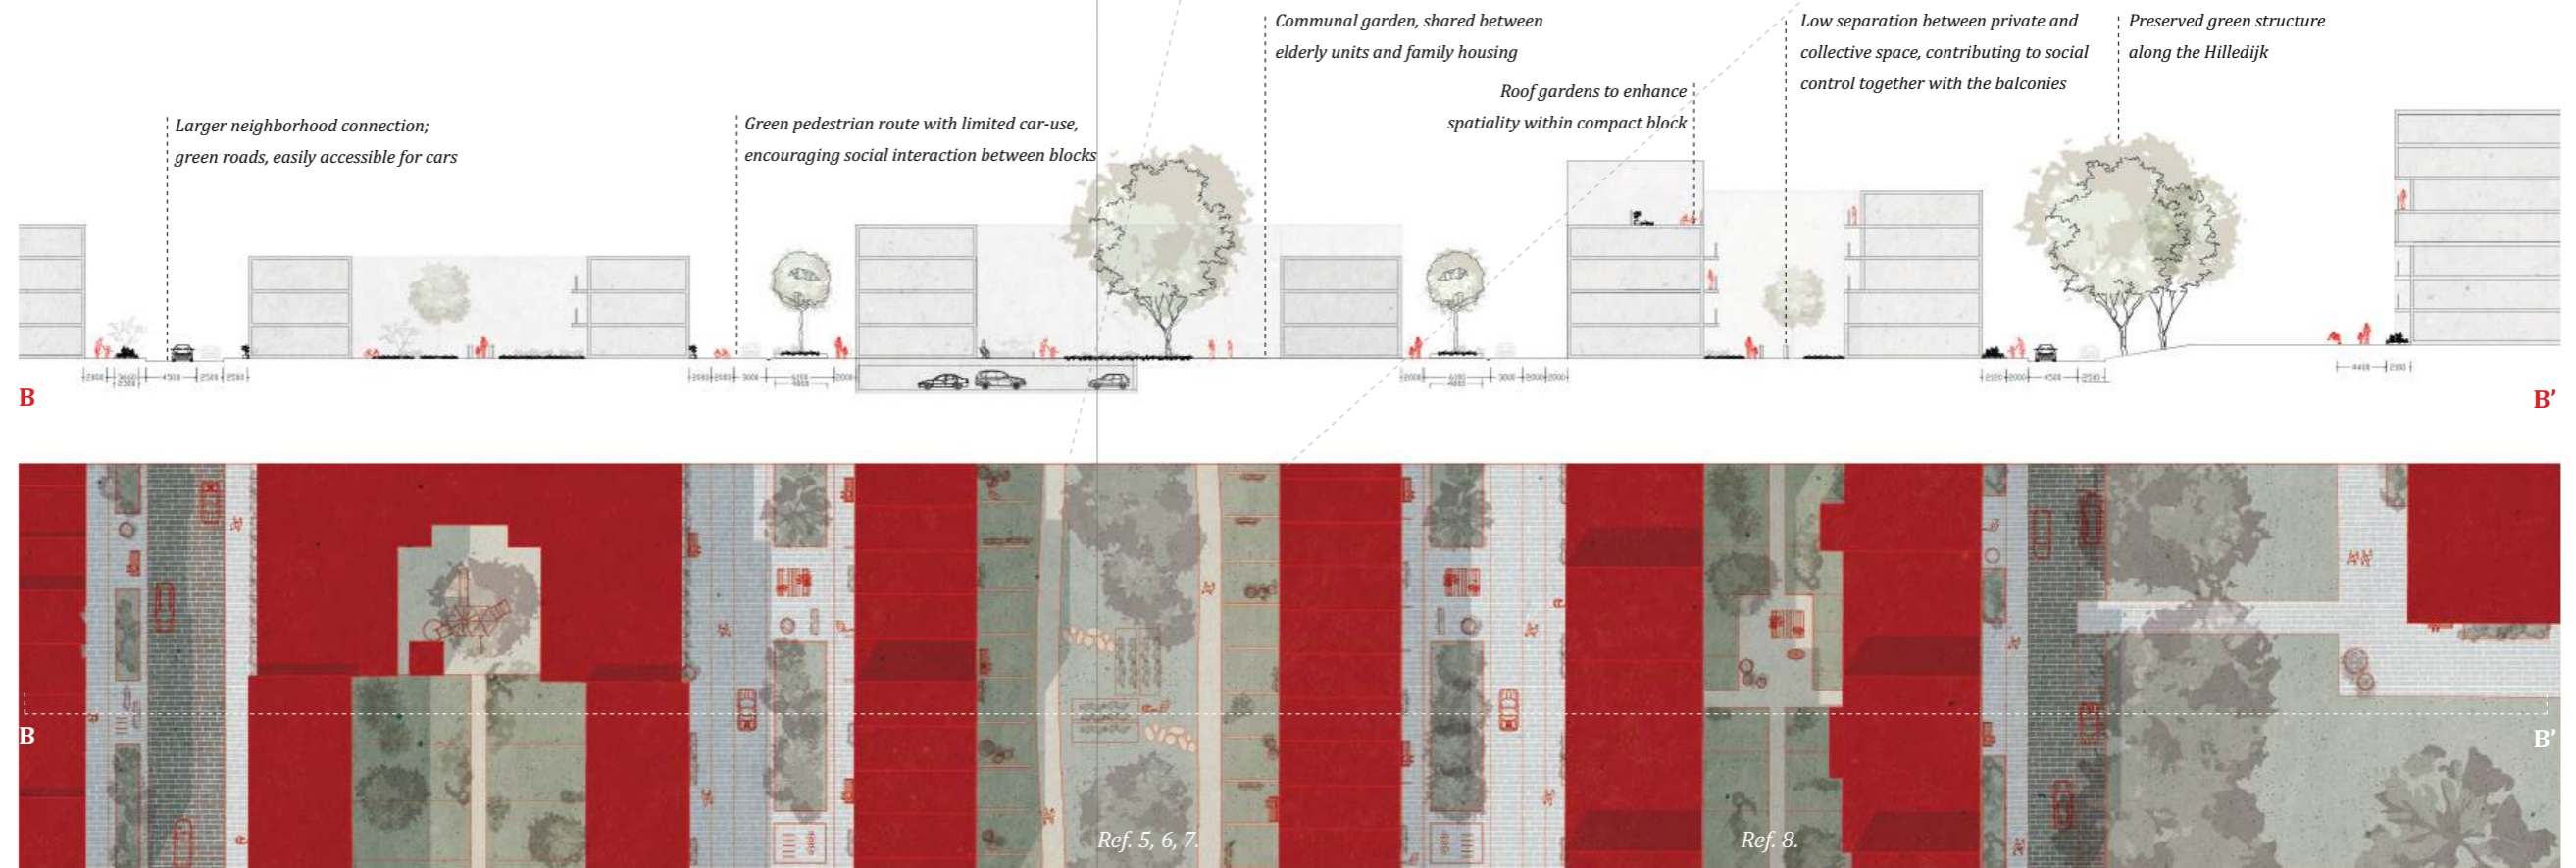 Communal garden, shared between
elderly units and family housing
Low separation between private and
collective space, contributing to social
control together with the balconies
Preserved green structure
along the Hilledijk
Roof gardens to enhance
spatiality within compact block
Larger neighborhood connection;
green roads, easily accessible for cars
Green pedestrian route with limited car-use,
encouraging social interaction between blocks
B
B’
B
B’
Ref. 5, 6, 7.
Ref. 8.